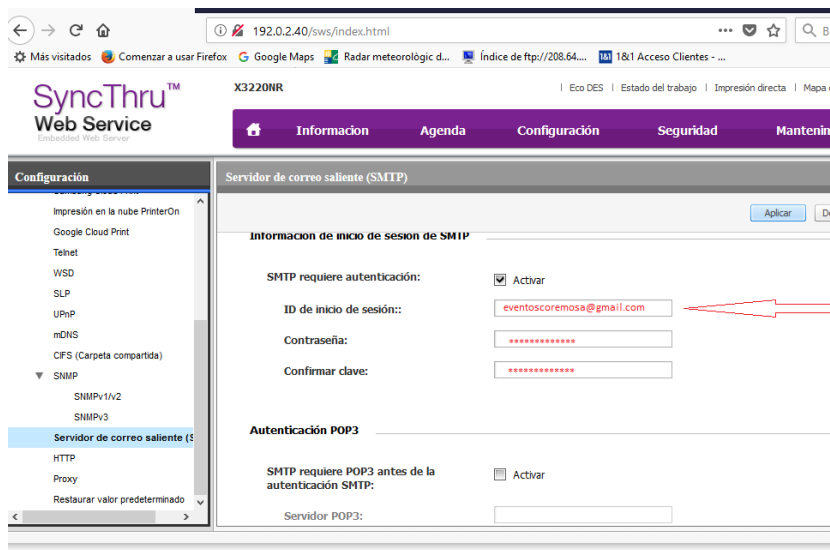 192.0.2.40/sws/index.html
Más visitados Comenzar a usar Firefox Google Maps Radar meteorològic d... Índice de ftp://208.64.... 1&1 Acceso Clientes - ...
SyncThru™
Web Service
Embedded Web Server
X3220NR
Eco DES | Estado del trabajo | Impresión directa | Mapa
Informacion Agenda Configuración Seguridad Mantenin
Configuración
Impresión en la nube PrinterOn
Google Cloud Print
Telnet
WSD
SLP
UPnP
mDNS
CIFS (Carpeta compartida)
SNMP
SNMPv1/v2
SNMPv3
Servidor de correo saliente (S
HTTP
Proxy
Restaurar valor predeterminado
Servidor de correo saliente (SMTP)
Aplicar De
Información de inicio de sesión de SMTP
SMTP requiere autenticación: Activar
ID de inicio de sesión:: eventoscoremosa@gmail.com
Contraseña: *************
Confirmar clave: *************
Autenticación POP3
SMTP requiere POP3 antes de la
autenticación SMTP: Activar
Servidor POP3: